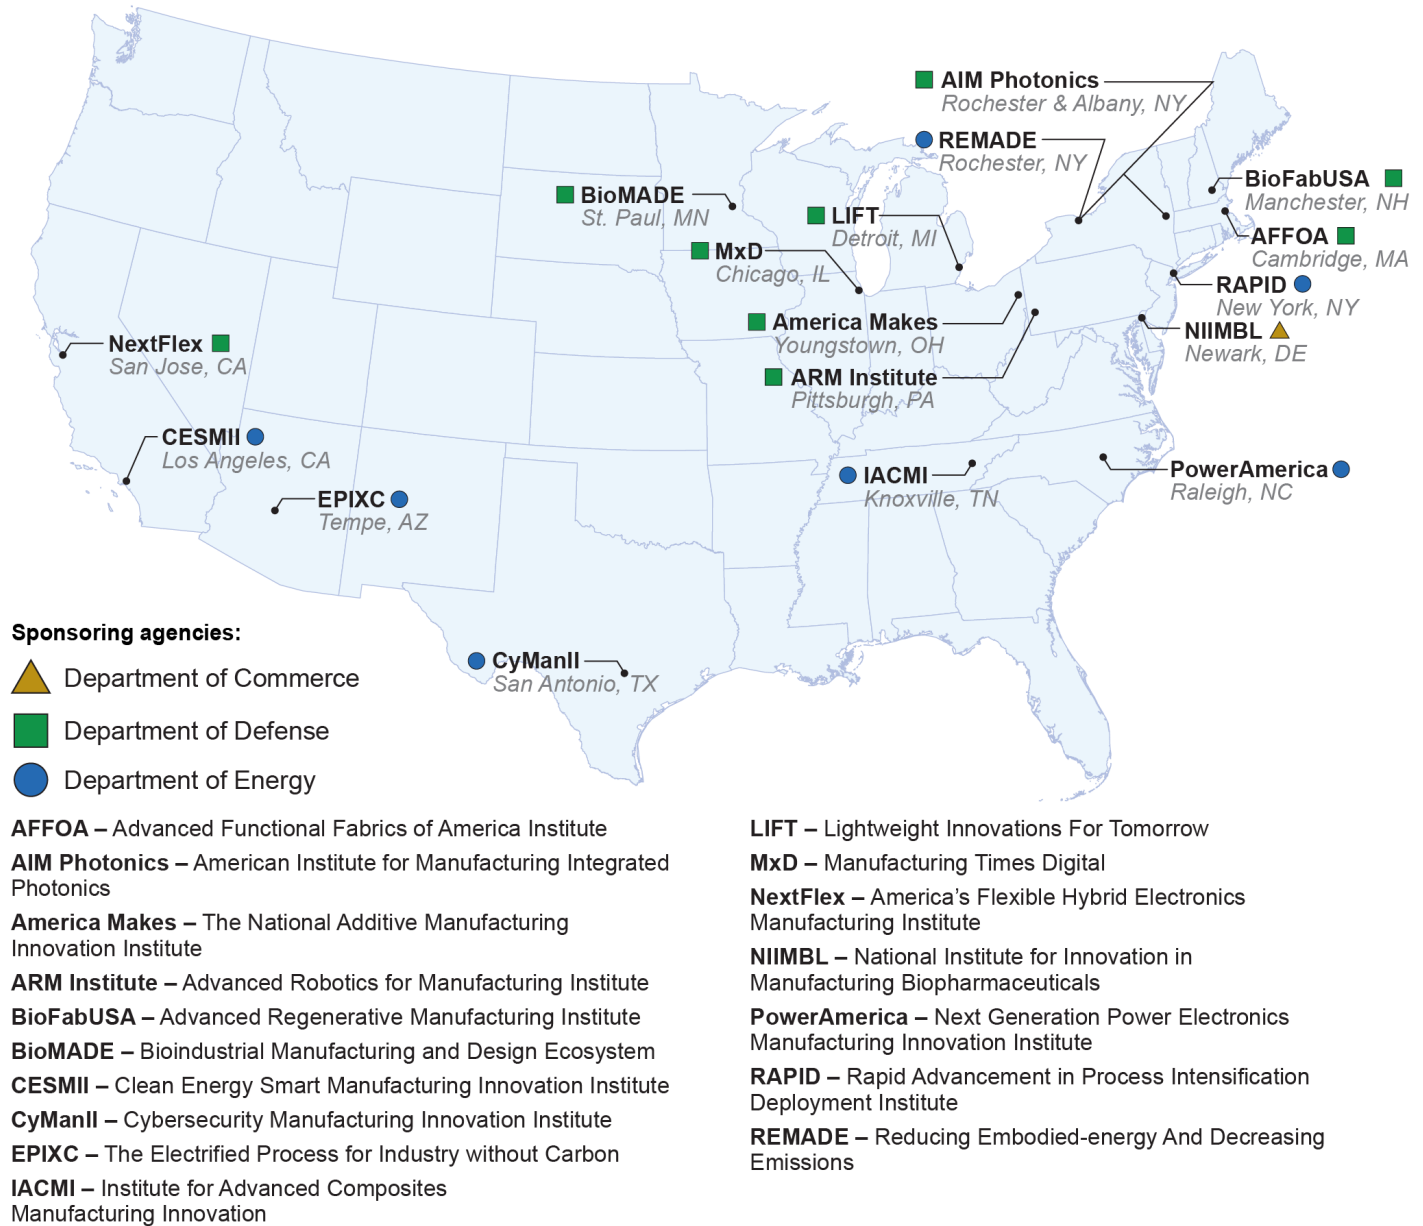 AIM Photonics
Rochester & Albany, NY
REMADE
Rochester, NY
BioFabUSA
Manchester, NH
BioMADE
St. Paul, MN
LIFT
Detroit, MI
AFFOA
Cambridge, MA
MxD
Chicago, IL
RAPID
New York, NY
America Makes
Youngstown, OH
NIIMBL
Newark, DE
NextFlex
San Jose, CA
ARM Institute
Pittsburgh, PA
CESMII
Los Angeles, CA
PowerAmerica
Raleigh, NC
IACMI
Knoxville, TN
EPIXC
Tempe, AZ
CyManII
San Antonio, TX
Sponsoring agencies:
Department of Commerce
Department of Defense
Department of Energy
AFFOA – Advanced Functional Fabrics of America Institute
AIM Photonics – American Institute for Manufacturing Integrated
Photonics
America Makes – The National Additive Manufacturing
Innovation Institute
ARM Institute – Advanced Robotics for Manufacturing Institute
BioFabUSA – Advanced Regenerative Manufacturing Institute
BioMADE – Bioindustrial Manufacturing and Design Ecosystem
CESMII – Clean Energy Smart Manufacturing Innovation Institute
CyManII – Cybersecurity Manufacturing Innovation Institute
EPIXC – The Electrified Process for Industry without Carbon
IACMI – Institute for Advanced Composites
Manufacturing Innovation
LIFT – Lightweight Innovations For Tomorrow
MxD – Manufacturing Times Digital
NextFlex – America’s Flexible Hybrid Electronics
Manufacturing Institute
NIIMBL – National Institute for Innovation in
Manufacturing Biopharmaceuticals
PowerAmerica – Next Generation Power Electronics
Manufacturing Innovation Institute
RAPID – Rapid Advancement in Process Intensification
Deployment Institute
REMADE – Reducing Embodied-energy And Decreasing
Emissions